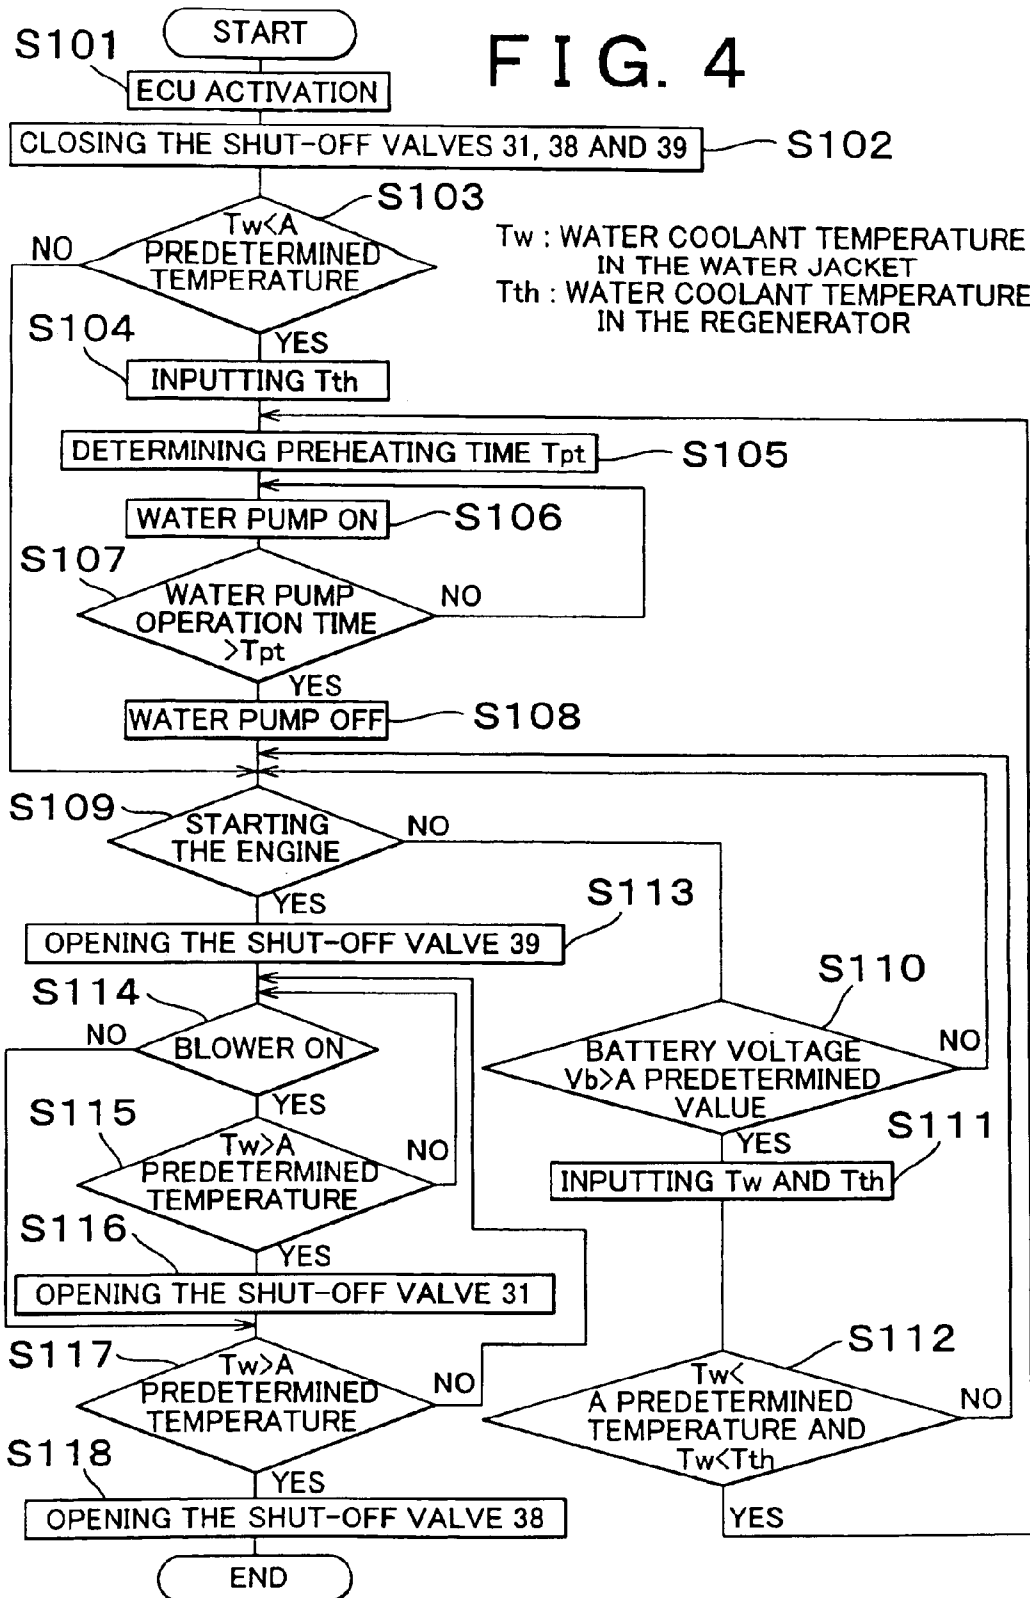 START
FIG. 4
S101
ECU ACTIVATION
CLOSING THE SHUT-OFF VALVES 31, 38 AND 39
S102
S103
Tw<A
PREDETERMINED
TEMPERATURE
NO
YES
Tw : WATER COOLANT TEMPERATURE
IN THE WATER JACKET
Tth : WATER COOLANT TEMPERATURE
IN THE REGENERATOR
S104
INPUTTING Tth
DETERMINING PREHEATING TIME Tpt
S105
WATER PUMP ON
S106
S107
WATER PUMP
OPERATION TIME
>Tpt
NO
YES
WATER PUMP OFF
S108
S109
STARTING
THE ENGINE
NO
YES
S113
OPENING THE SHUT-OFF VALVE 39
S110
BATTERY VOLTAGE
Vb>A PREDETERMINED
VALUE
NO
YES
S114
BLOWER ON
NO
YES
S111
INPUTTING Tw AND Tth
S115
Tw>A
PREDETERMINED
TEMPERATURE
NO
YES
S116
OPENING THE SHUT-OFF VALVE 31
S112
Tw<
A PREDETERMINED
TEMPERATURE AND
Tw<Tth
NO
YES
S117
Tw>A
PREDETERMINED
TEMPERATURE
NO
YES
S118
OPENING THE SHUT-OFF VALVE 38
END